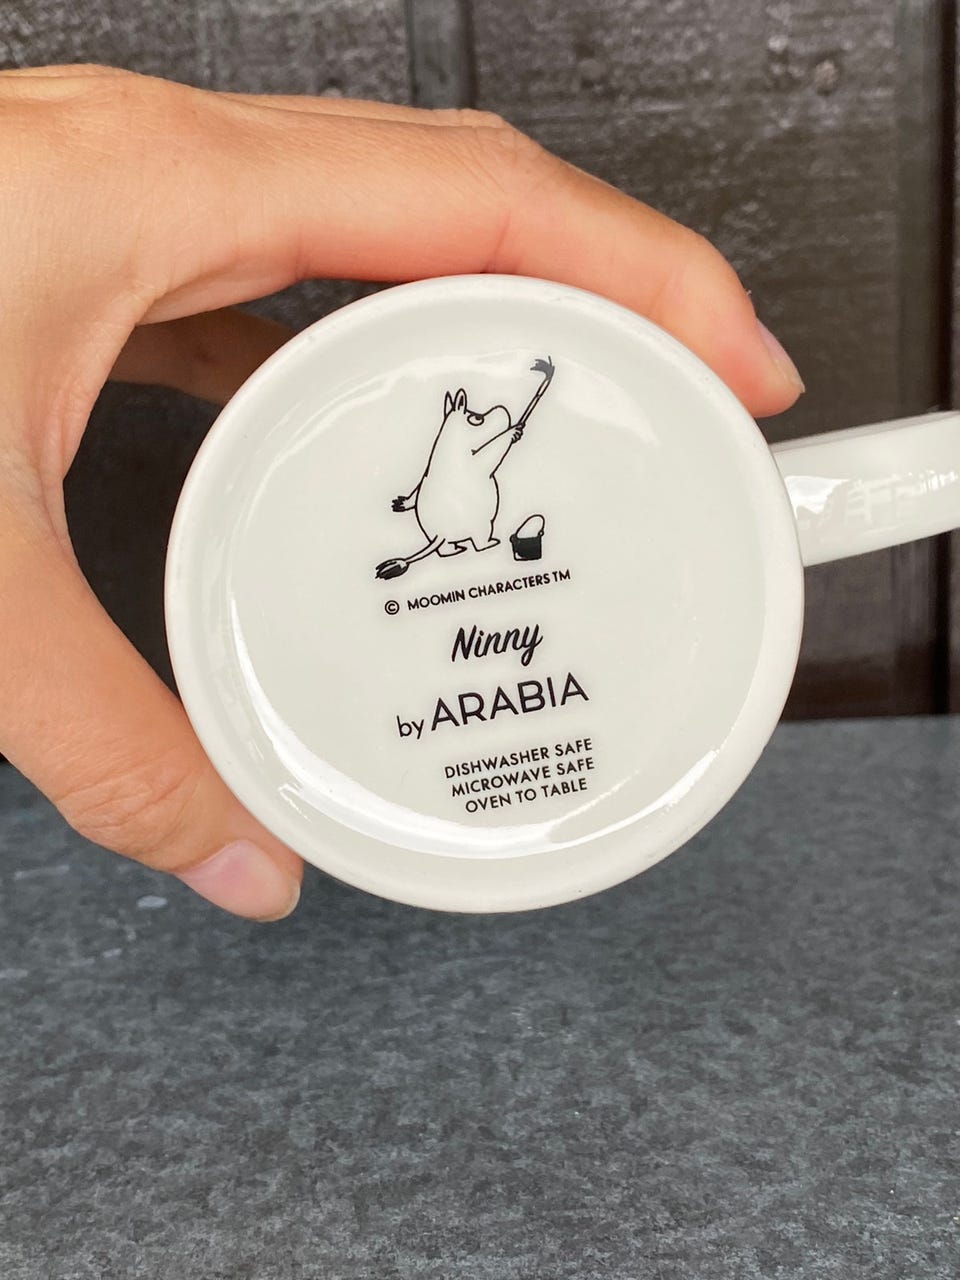 © MOOMIN CHARACTERS TM
Ninny
by ARABIA
DISHWASHER SAFE
MICROWAVE SAFE
OVEN TO TABLE